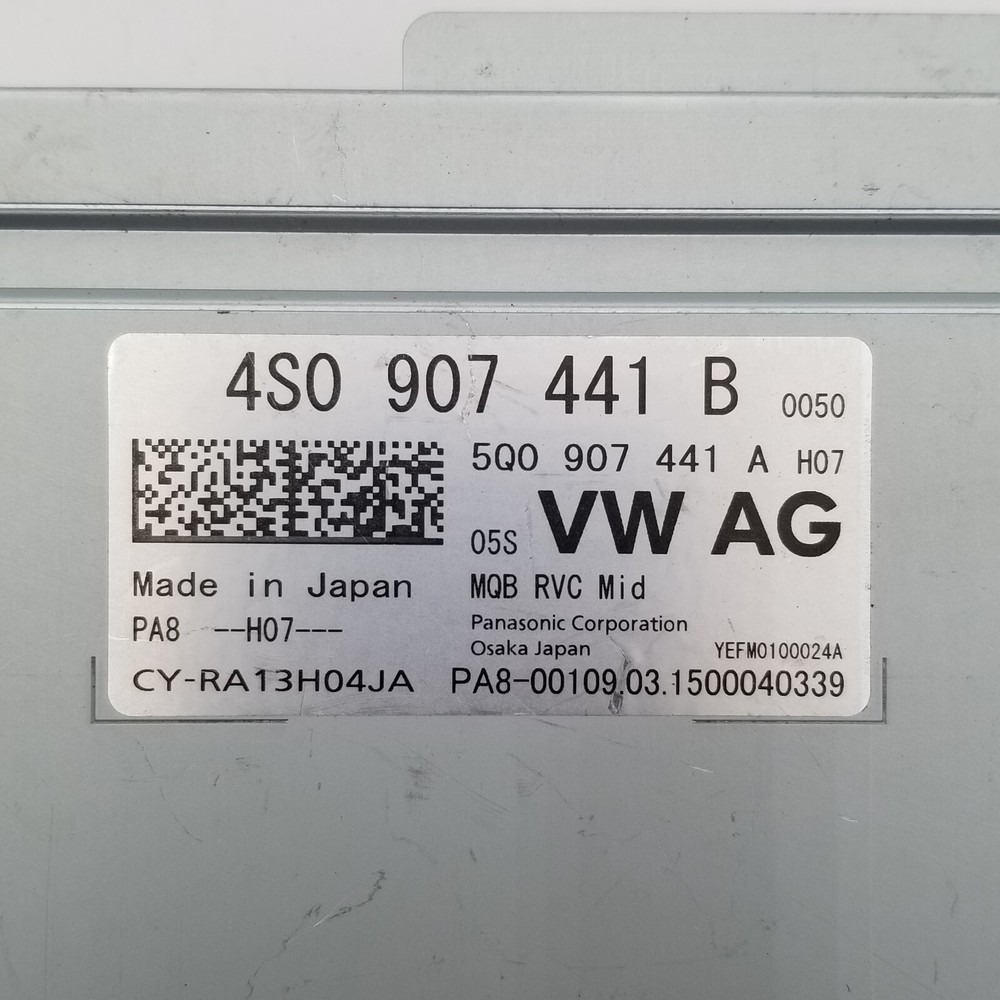 4S0 907 441 B 0050
5Q0 907 441 A H07
05S VW AG
Made in Japan MQB RVC Mid
PA8 --H07--- Panasonic Corporation
Osaka Japan YEFM0100024A
CY-RA13H04JA PA8-00109.03.1500040339